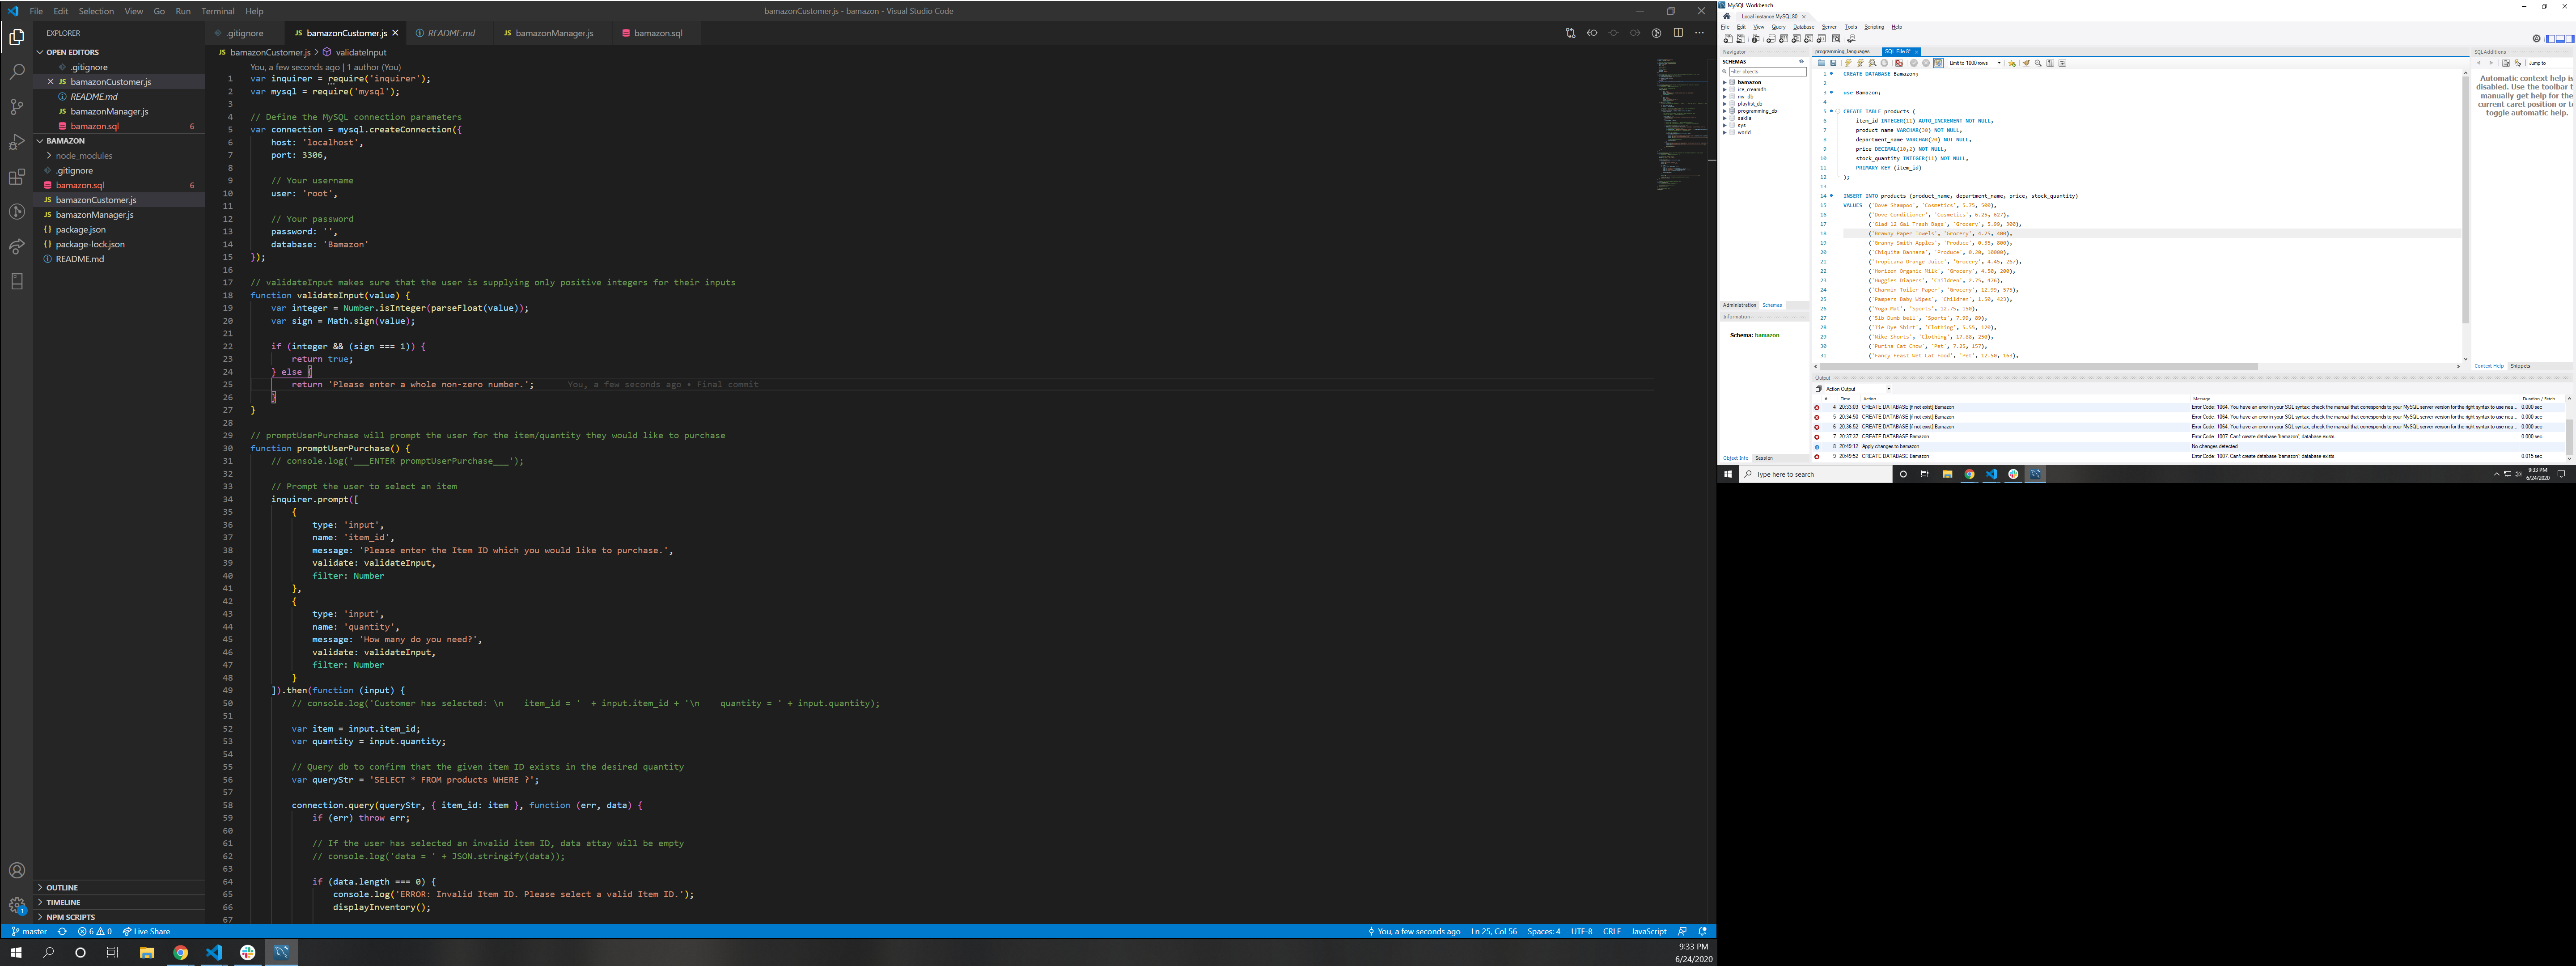 File Edit Selection View Go Run Terminal Help
bamazonCustomer.js - bamazon - Visual Studio Code
EXPLORER
OPEN EDITORS
.gitignore
bamazonCustomer.js
README.md
bamazonManager.js
bamazon.sql 6
BAMAZON
node_modules
.gitignore
bamazon.sql 6
bamazonCustomer.js
bamazonManager.js
package.json
package-lock.json
README.md
OUTLINE
TIMELINE
NPM SCRIPTS
.gitignore JS bamazonCustomer.js README.md JS bamazonManager.js bamazon.sql
JS bamazonCustomer.js > validateInput
You, a few seconds ago | 1 author (You)
1 var inquirer = require('inquirer');
2 var mysql = require('mysql');
3
4 // Define the MySQL connection parameters
5 var connection = mysql.createConnection({
6 host: 'localhost',
7 port: 3306,
8
9 // Your username
10 user: 'root',
11
12 // Your password
13 password: '',
14 database: 'Bamazon'
15 });
16
17 // validateInput makes sure that the user is supplying only positive integers for their inputs
18 function validateInput(value) {
19 var integer = Number.isInteger(parseFloat(value));
20 var sign = Math.sign(value);
21
22 if (integer && (sign === 1)) {
23 return true;
24 } else {
25 return 'Please enter a whole non-zero number.'; You, a few seconds ago • Final commit
26 }
27 }
28
29 // promptUserPurchase will prompt the user for the item/quantity they would like to purchase
30 function promptUserPurchase() {
31 // console.log('___ENTER promptUserPurchase___');
32
33 // Prompt the user to select an item
34 inquirer.prompt([
35 {
36 type: 'input',
37 name: 'item_id',
38 message: 'Please enter the Item ID which you would like to purchase.',
39 validate: validateInput,
40 filter: Number
41 },
42 {
43 type: 'input',
44 name: 'quantity',
45 message: 'How many do you need?',
46 validate: validateInput,
47 filter: Number
48 }
49 ]).then(function (input) {
50 // console.log('Customer has selected: \n    item_id = '  + input.item_id + '\n    quantity = ' + input.quantity);
51
52 var item = input.item_id;
53 var quantity = input.quantity;
54
55 // Query db to confirm that the given item ID exists in the desired quantity
56 var queryStr = 'SELECT * FROM products WHERE ?';
57
58 connection.query(queryStr, { item_id: item }, function (err, data) {
59 if (err) throw err;
60
61 // If the user has selected an invalid item ID, data attay will be empty
62 // console.log('data = ' + JSON.stringify(data));
63
64 if (data.length === 0) {
65 console.log('ERROR: Invalid Item ID. Please select a valid Item ID.');
66 displayInventory();
67
master 6 0 Live Share
You, a few seconds ago Ln 25, Col 56 Spaces: 4 UTF-8 CRLF JavaScript
9:33 PM
6/24/2020
MySQL Workbench
Local instance MySQL80
File Edit View Query Database Server Tools Scripting Help
Navigator
SCHEMAS
Filter objects
bamazon
ice_creamdb
my_db
playlist_db
programming_db
sakila
sys
world
Administration Schemas
Information
Schema: bamazon
Object Info Session
programming_languages SQL File 8*
Limit to 1000 rows
1 CREATE DATABASE Bamazon;
2
3 use Bamazon;
4
5 CREATE TABLE products (
6 item_id INTEGER(11) AUTO_INCREMENT NOT NULL,
7 product_name VARCHAR(30) NOT NULL,
8 department_name VARCHAR(20) NOT NULL,
9 price DECIMAL(10,2) NOT NULL,
10 stock_quantity INTEGER(11) NOT NULL,
11 PRIMARY KEY (item_id)
12 );
13
14 INSERT INTO products (product_name, department_name, price, stock_quantity)
15 VALUES ('Dove Shampoo', 'Cosmetics', 5.75, 500),
16 ('Dove Conditioner', 'Cosmetics', 6.25, 627),
17 ('Glad 12 Gal Trash Bags', 'Grocery', 5.99, 300),
18 ('Brawny Paper Towels', 'Grocery', 4.25, 400),
19 ('Granny Smith Apples', 'Produce', 0.35, 800),
20 ('Chiquita Bannana', 'Produce', 0.20, 10000),
21 ('Tropicana Orange Juice', 'Grocery', 4.45, 267),
22 ('Horizon Organic Milk', 'Grocery', 4.50, 200),
23 ('Huggies Diapers', 'Children', 2.75, 476),
24 ('Charmin Toiler Paper', 'Grocery', 12.99, 575),
25 ('Pampers Baby Wipes', 'Children', 1.50, 423),
26 ('Yoga Mat', 'Sports', 12.75, 150),
27 ('5lb Dumb bell', 'Sports', 7.99, 89),
28 ('Tie Dye Shirt', 'Clothing', 5.55, 120),
29 ('Nike Shorts', 'Clothing', 17.88, 250),
30 ('Purina Cat Chow', 'Pet', 7.25, 157),
31 ('Fancy Feast Wet Cat Food', 'Pet', 12.50, 163),
SQL Additions
Jump to
Automatic context help is
disabled. Use the toolbar t
manually get help for the
current caret position or t
toggle automatic help.
Context Help Snippets
Output
Action Output
# Time Action Message Duration / Fetch
4 20:33:03 CREATE DATABASE [if not exist] Bamazon Error Code: 1064. You have an error in your SQL syntax; check the manual that corresponds to your MySQL server version for the right syntax to use nea... 0.000 sec
5 20:34:50 CREATE DATABASE [if not exist] Bamazon Error Code: 1064. You have an error in your SQL syntax; check the manual that corresponds to your MySQL server version for the right syntax to use nea... 0.000 sec
6 20:36:52 CREATE DATABASE [if not exist] Bamazon Error Code: 1064. You have an error in your SQL syntax; check the manual that corresponds to your MySQL server version for the right syntax to use nea... 0.000 sec
7 20:37:37 CREATE DATABASE Bamazon Error Code: 1007. Can't create database 'bamazon'; database exists 0.000 sec
8 20:49:12 Apply changes to bamazon No changes detected
9 20:49:52 CREATE DATABASE Bamazon Error Code: 1007. Can't create database 'bamazon'; database exists 0.015 sec
Type here to search
9:33 PM
6/24/2020